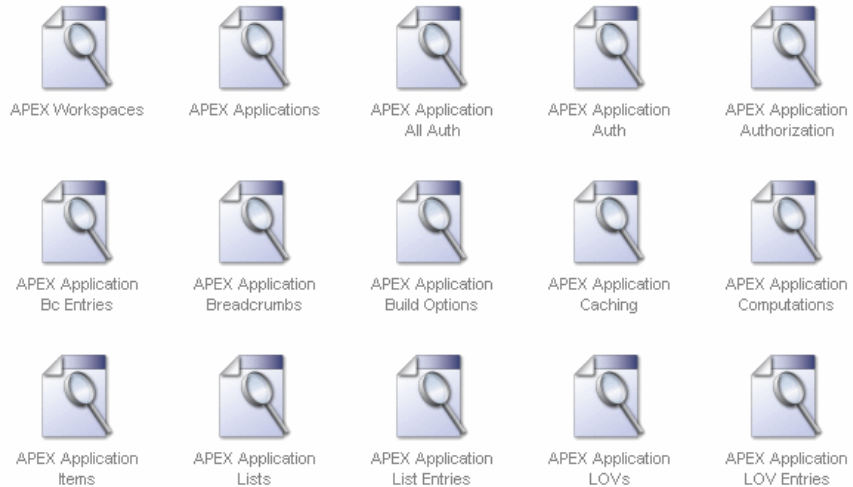 APEX Workspaces
APEX Applications
APEX Application
All Auth
APEX Application
Auth
APEX Application
Authorization
APEX Application
Bc Entries
APEX Application
Breadcrumbs
APEX Application
Build Options
APEX Application
Caching
APEX Application
Computations
APEX Application
Items
APEX Application
Lists
APEX Application
List Entries
APEX Application
LOVs
APEX Application
LOV Entries